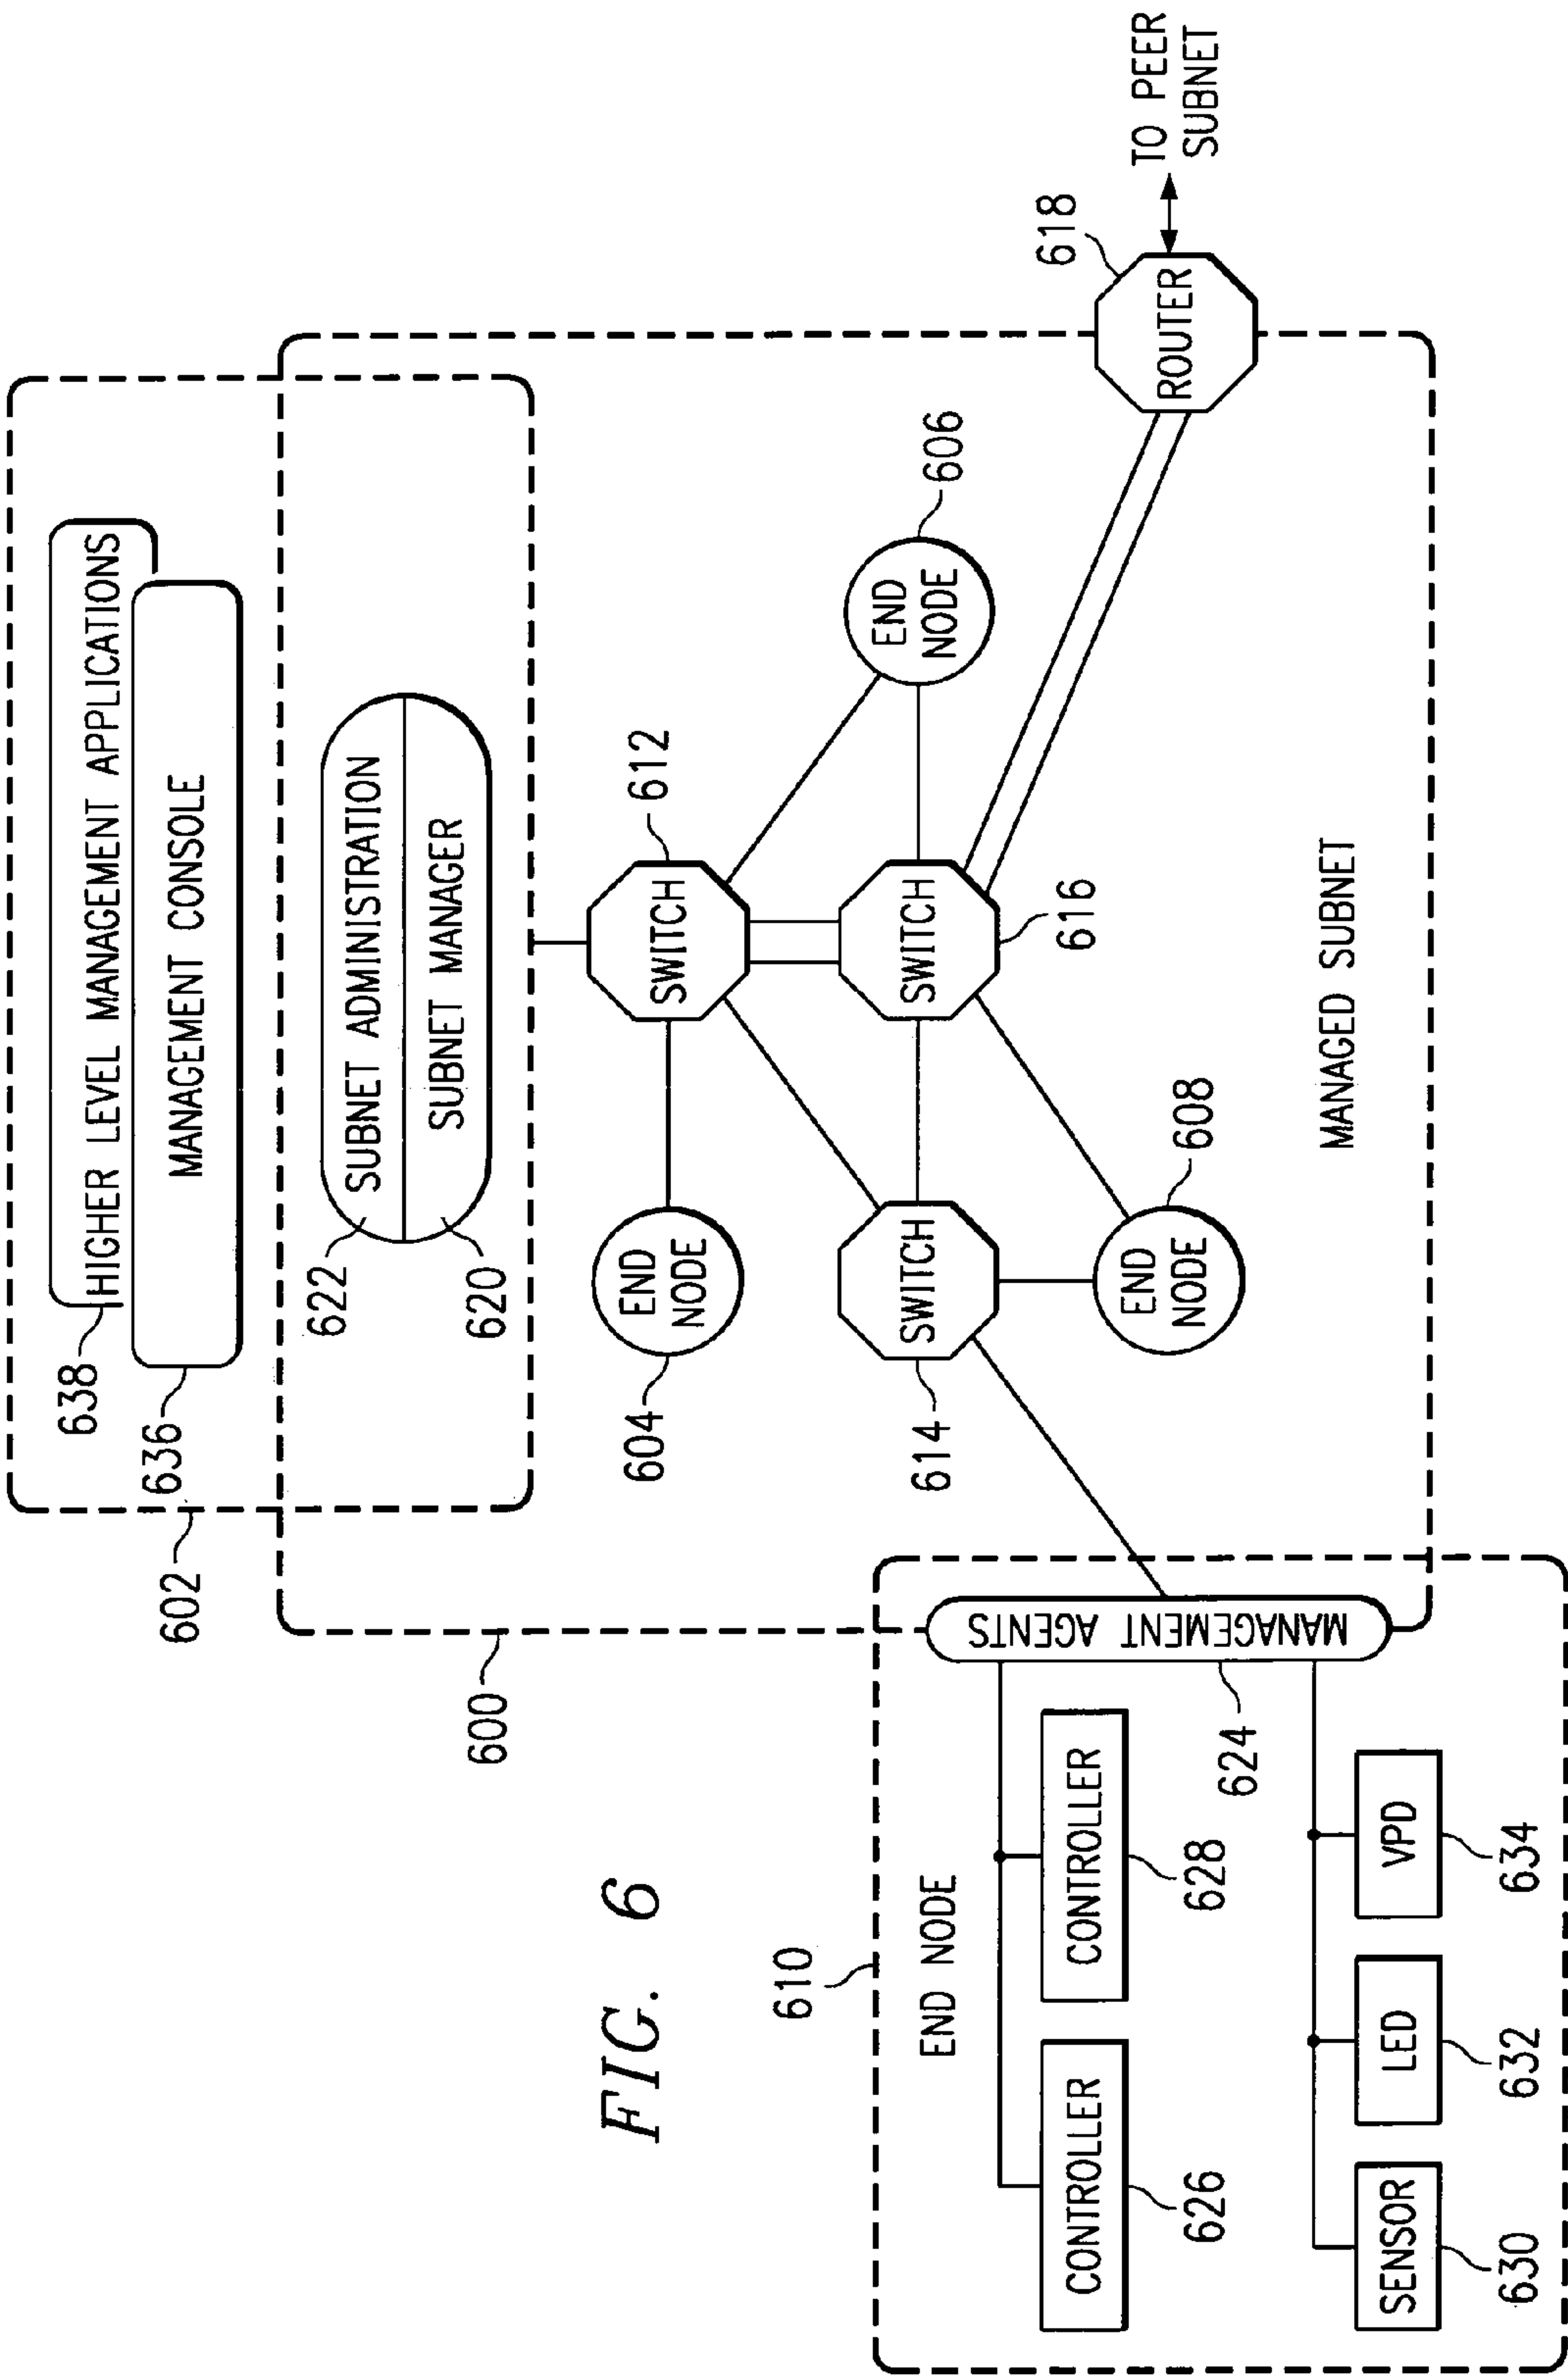 FIG. 6
638
HIGHER LEVEL MANAGEMENT APPLICATIONS
636
MANAGEMENT CONSOLE
602
622
SUBNET ADMINISTRATION
620
SUBNET MANAGER
600
604
END
NODE
SWITCH
612
END
NODE
606
614
SWITCH
SWITCH
616
END
NODE
608
ROUTER
618
TO PEER
SUBNET
MANAGED SUBNET
610
END NODE
MANAGEMENT AGENTS
624
CONTROLLER
626
CONTROLLER
628
SENSOR
630
LED
632
VPD
634